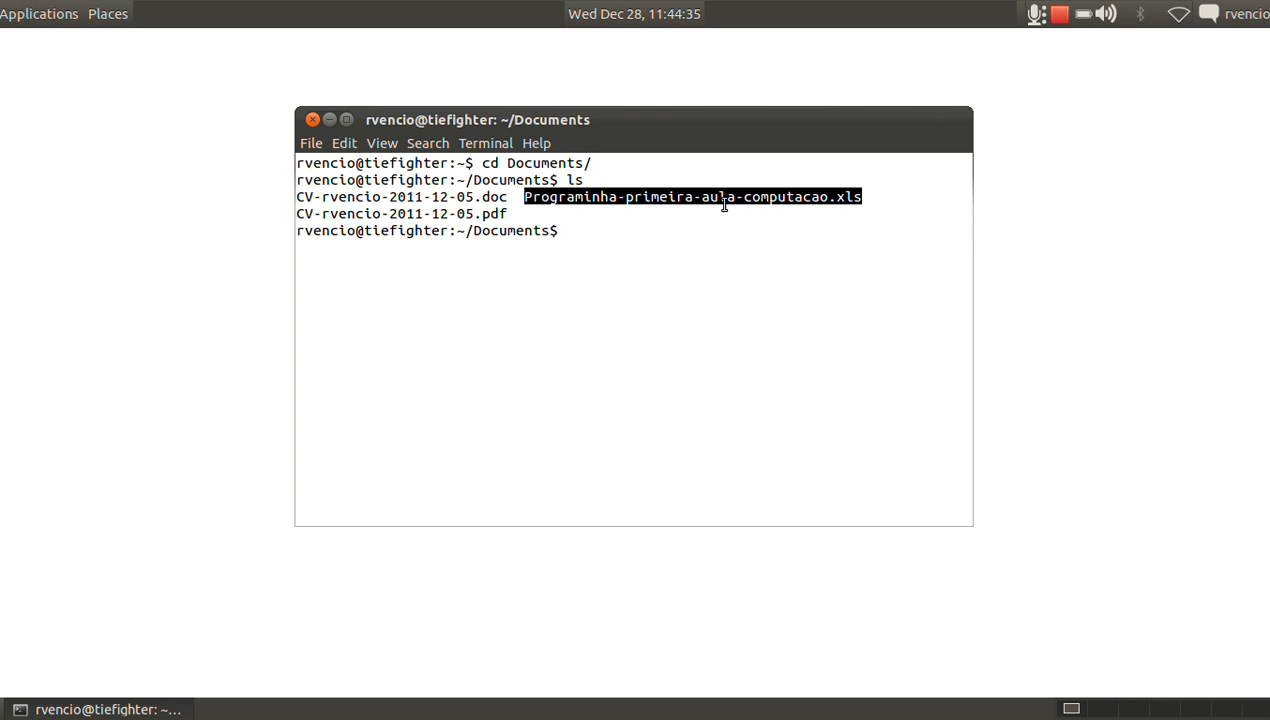 Applications Places Wed Dec 28, 11:44:35 rvencio
rvencio@tiefighter: ~/Documents
File Edit View Search Terminal Help
rvencio@tiefighter:~$ cd Documents/
rvencio@tiefighter:~/Documents$ ls
CV-rvencio-2011-12-05.doc Programinha-primeira-aula-computacao.xls
CV-rvencio-2011-12-05.pdf
rvencio@tiefighter:~/Documents$
rvencio@tiefighter: ~...